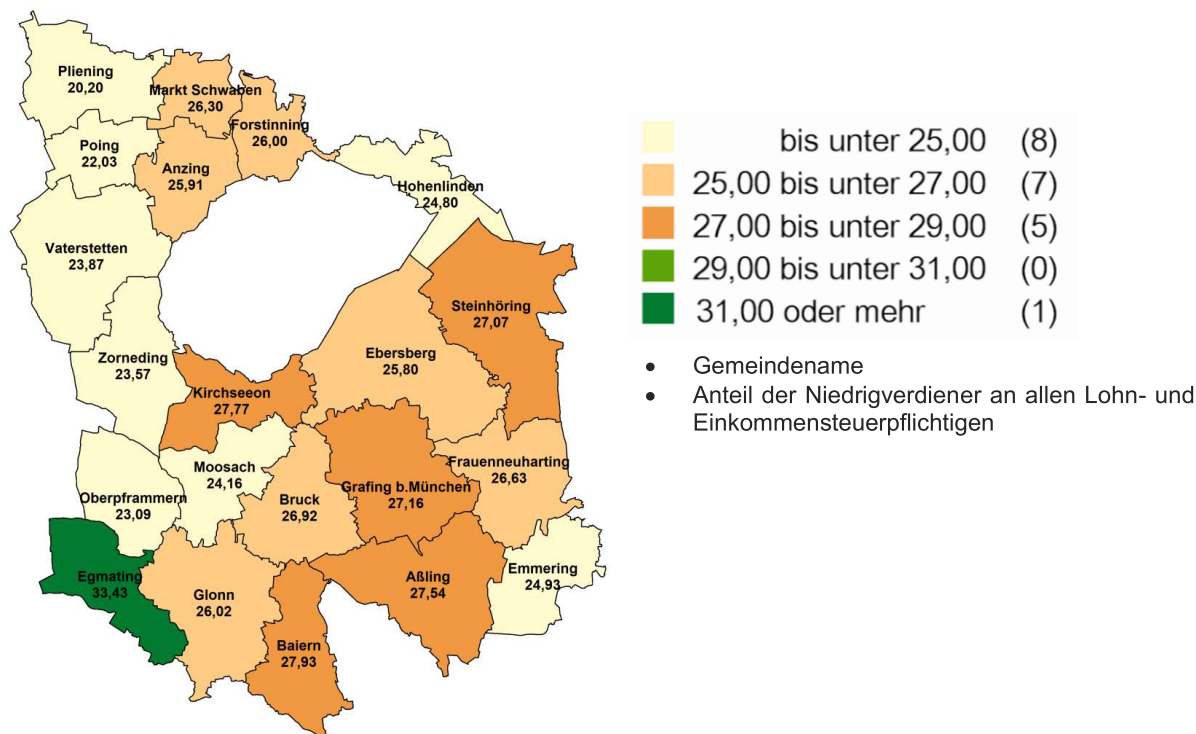 Pliening
20,20
Markt Schwaben
26,30
Forstinning
26,00
Poing
22,03
Anzing
25,91
Hohenlinden
24,80
Vaterstetten
23,87
Steinhöring
27,07
Zorneding
23,57
Ebersberg
25,80
Kirchseeon
27,77
Moosach
24,16
Frauenneuharting
26,63
Grafing b.München
27,16
Oberpframmern
23,09
Bruck
26,92
Egmating
33,43
Glonn
26,02
Aßling
27,54
Emmering
24,93
Baiern
27,93
bis unter 25,00 (8)
25,00 bis unter 27,00 (7)
27,00 bis unter 29,00 (5)
29,00 bis unter 31,00 (0)
31,00 oder mehr (1)
• Gemeindename
• Anteil der Niedrigverdiener an allen Lohn- und
Einkommensteuerpflichtigen